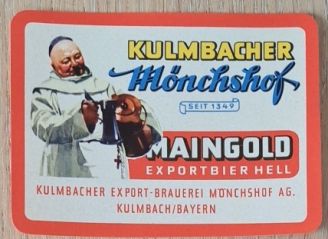 KULMBACHER
Mönchshof
SEIT 1349
MAINGOLD
EXPORTBIER HELL
KULMBACHER EXPORT-BRAUEREI MÖNCHSHOF AG.
KULMBACH/BAYERN